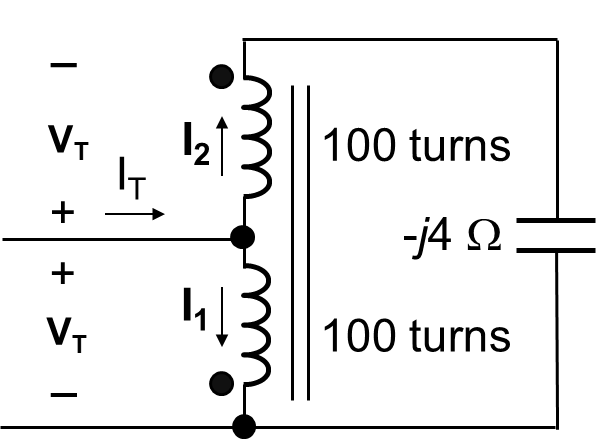 −
V_T
I_2
100 turns
I_T
+
-j4 Ω
+
V_T
I_1
100 turns
−